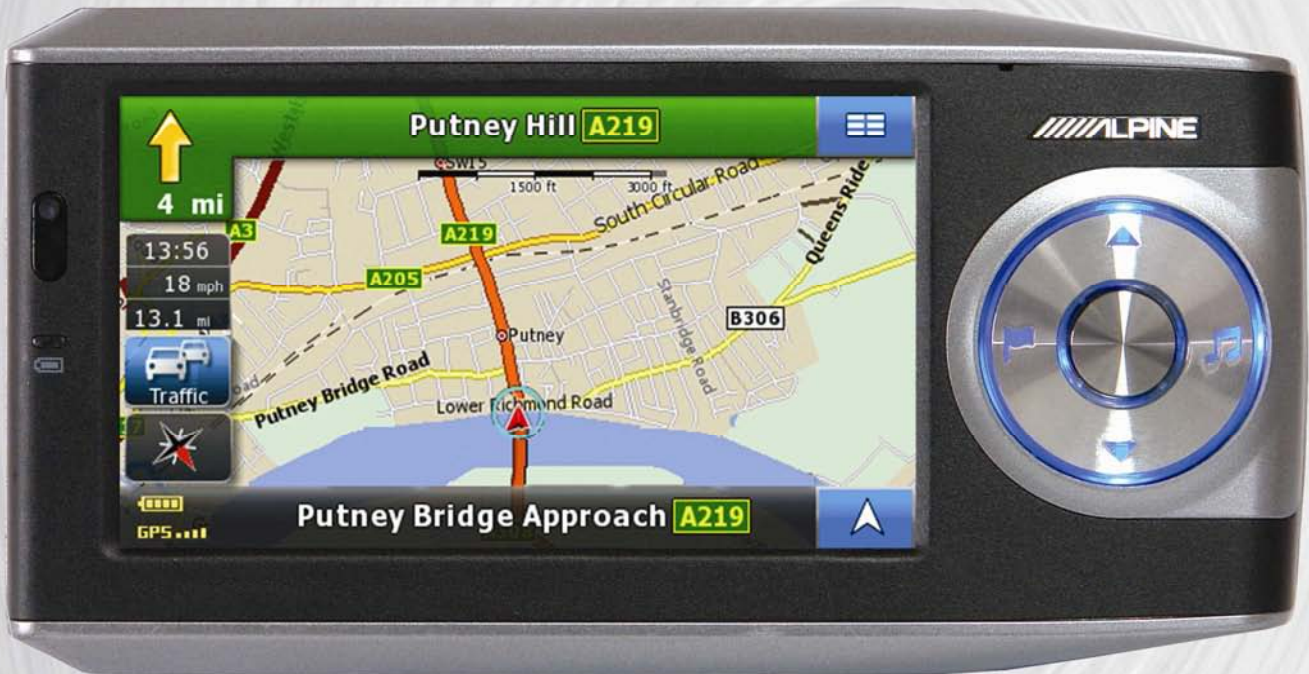 Putney Hill A219
ALPINE
4 mi
SW15
1500 ft
3000 ft
South Circular Road
Queens Ride
A3
A219
13:56
18 mph
A205
13.1 mi
Stanbridge Road
B306
Putney
Traffic
Putney Bridge Road
Lower Richmond Road
Putney Bridge Approach A219
GPS